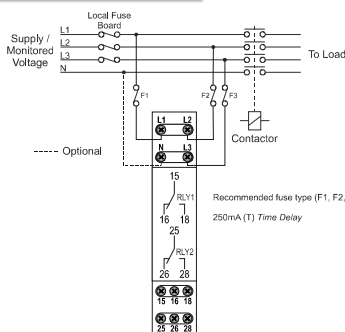 Local Fuse
Board
Supply /
Monitored
Voltage
L1
L2
L3
N
To Load
F1
F2
F3
L1 L2
Contactor
N L3
Optional
15
RLY1
16 18
Recommended fuse type (F1, F2,
250mA (T) Time Delay
25
RLY2
26 28
15 16 18
25 26 28